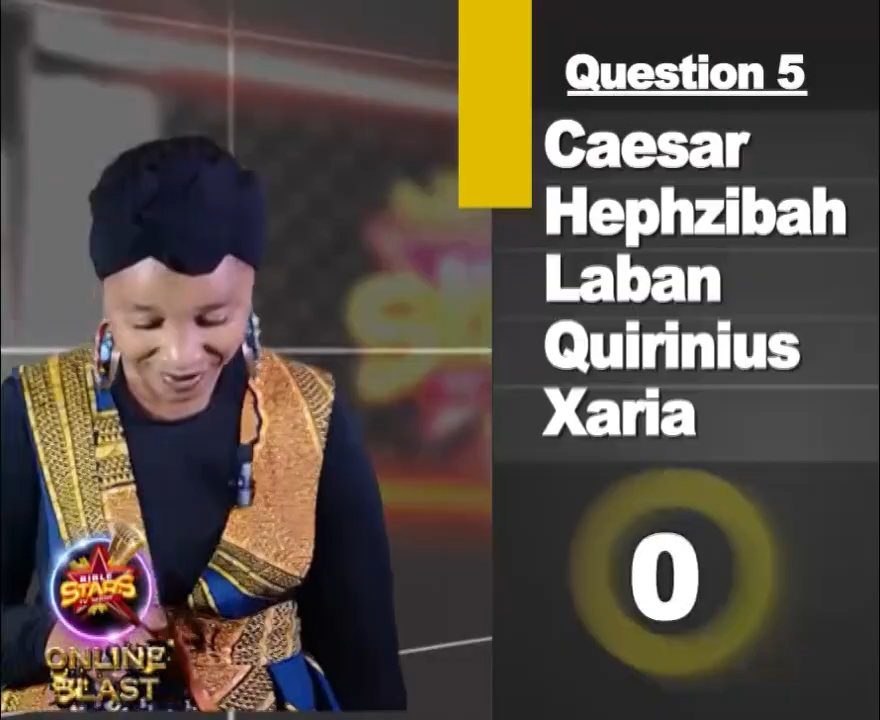 Question 5
Caesar
Hephzibah
Laban
Quirinius
Xaria
0
BIBLE
STARS
ONLINE
BLAST